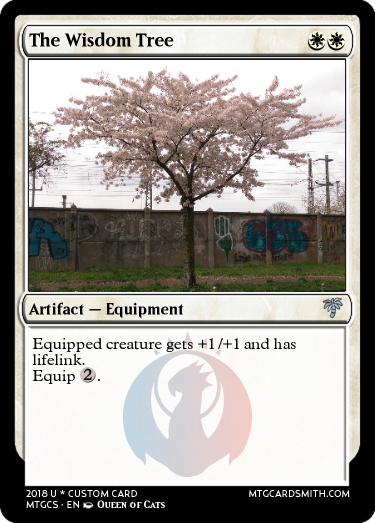 The Wisdom Tree
Artifact — Equipment
Equipped creature gets +1/+1 and has
lifelink.
Equip 2.
2018 U * CUSTOM CARD
MTGCARDSMITH.COM
MTGCS · EN QUEEN OF CATS